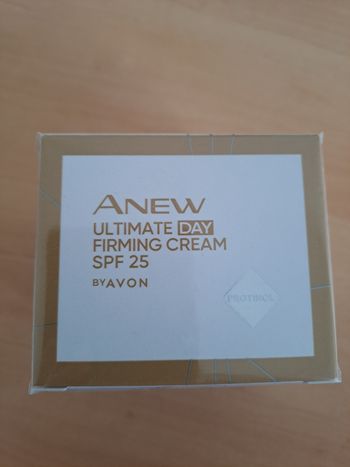 ANEW
ULTIMATE DAY
FIRMING CREAM
SPF 25
BY AVON
PROTINOL